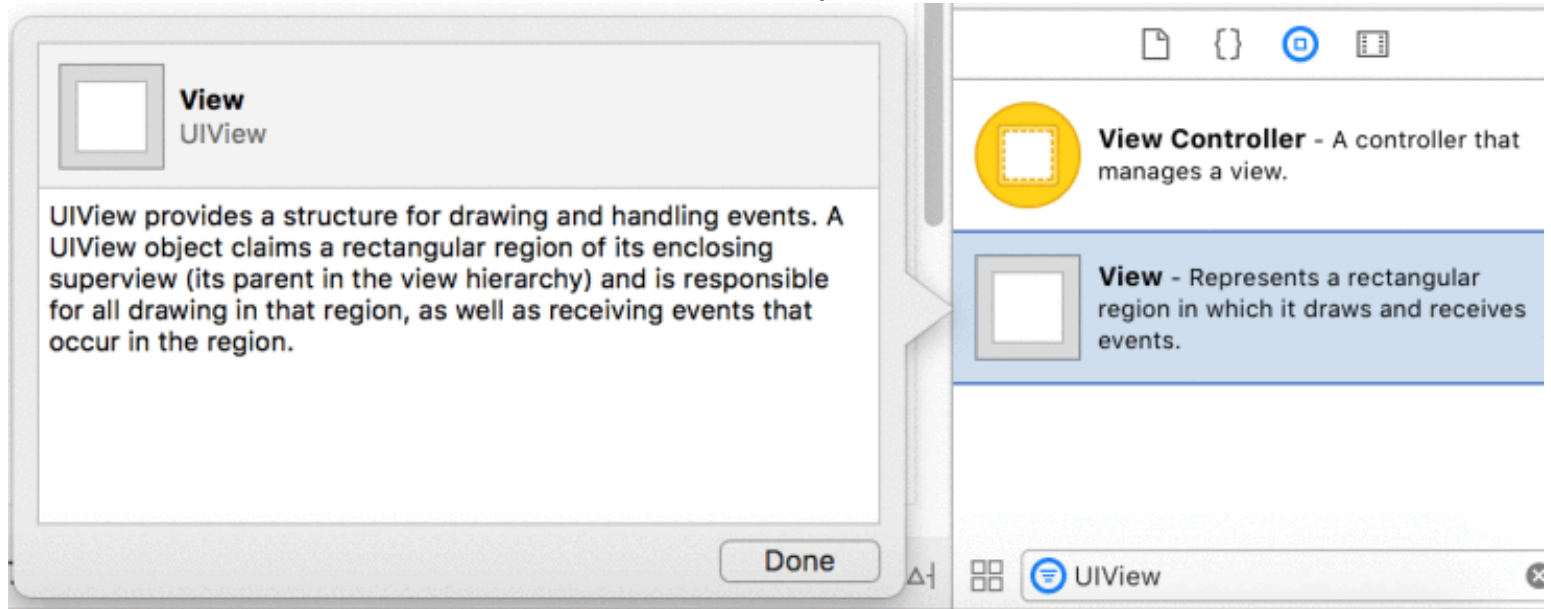 View
UIView
UIView provides a structure for drawing and handling events. A
UIView object claims a rectangular region of its enclosing
superview (its parent in the view hierarchy) and is responsible
for all drawing in that region, as well as receiving events that
occur in the region.
Done
View Controller - A controller that
manages a view.
View - Represents a rectangular
region in which it draws and receives
events.
UIView